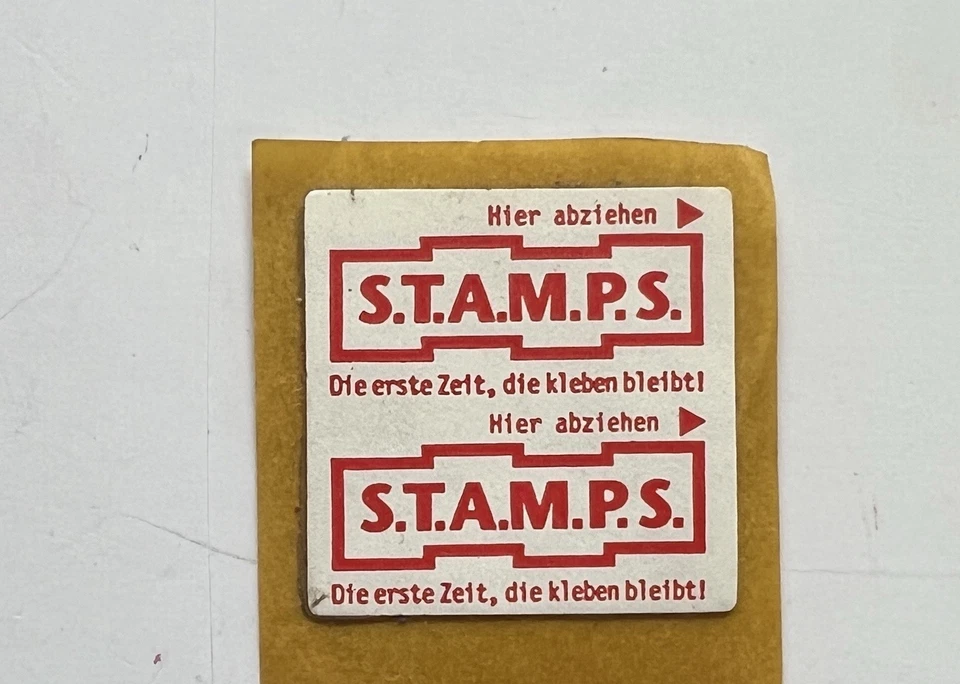 Hier abziehen ▶
S.T.A.M.P.S.
Die erste Zeit, die kleben bleibt!
Hier abziehen ▶
S.T.A.M.P.S.
Die erste Zeit, die kleben bleibt!